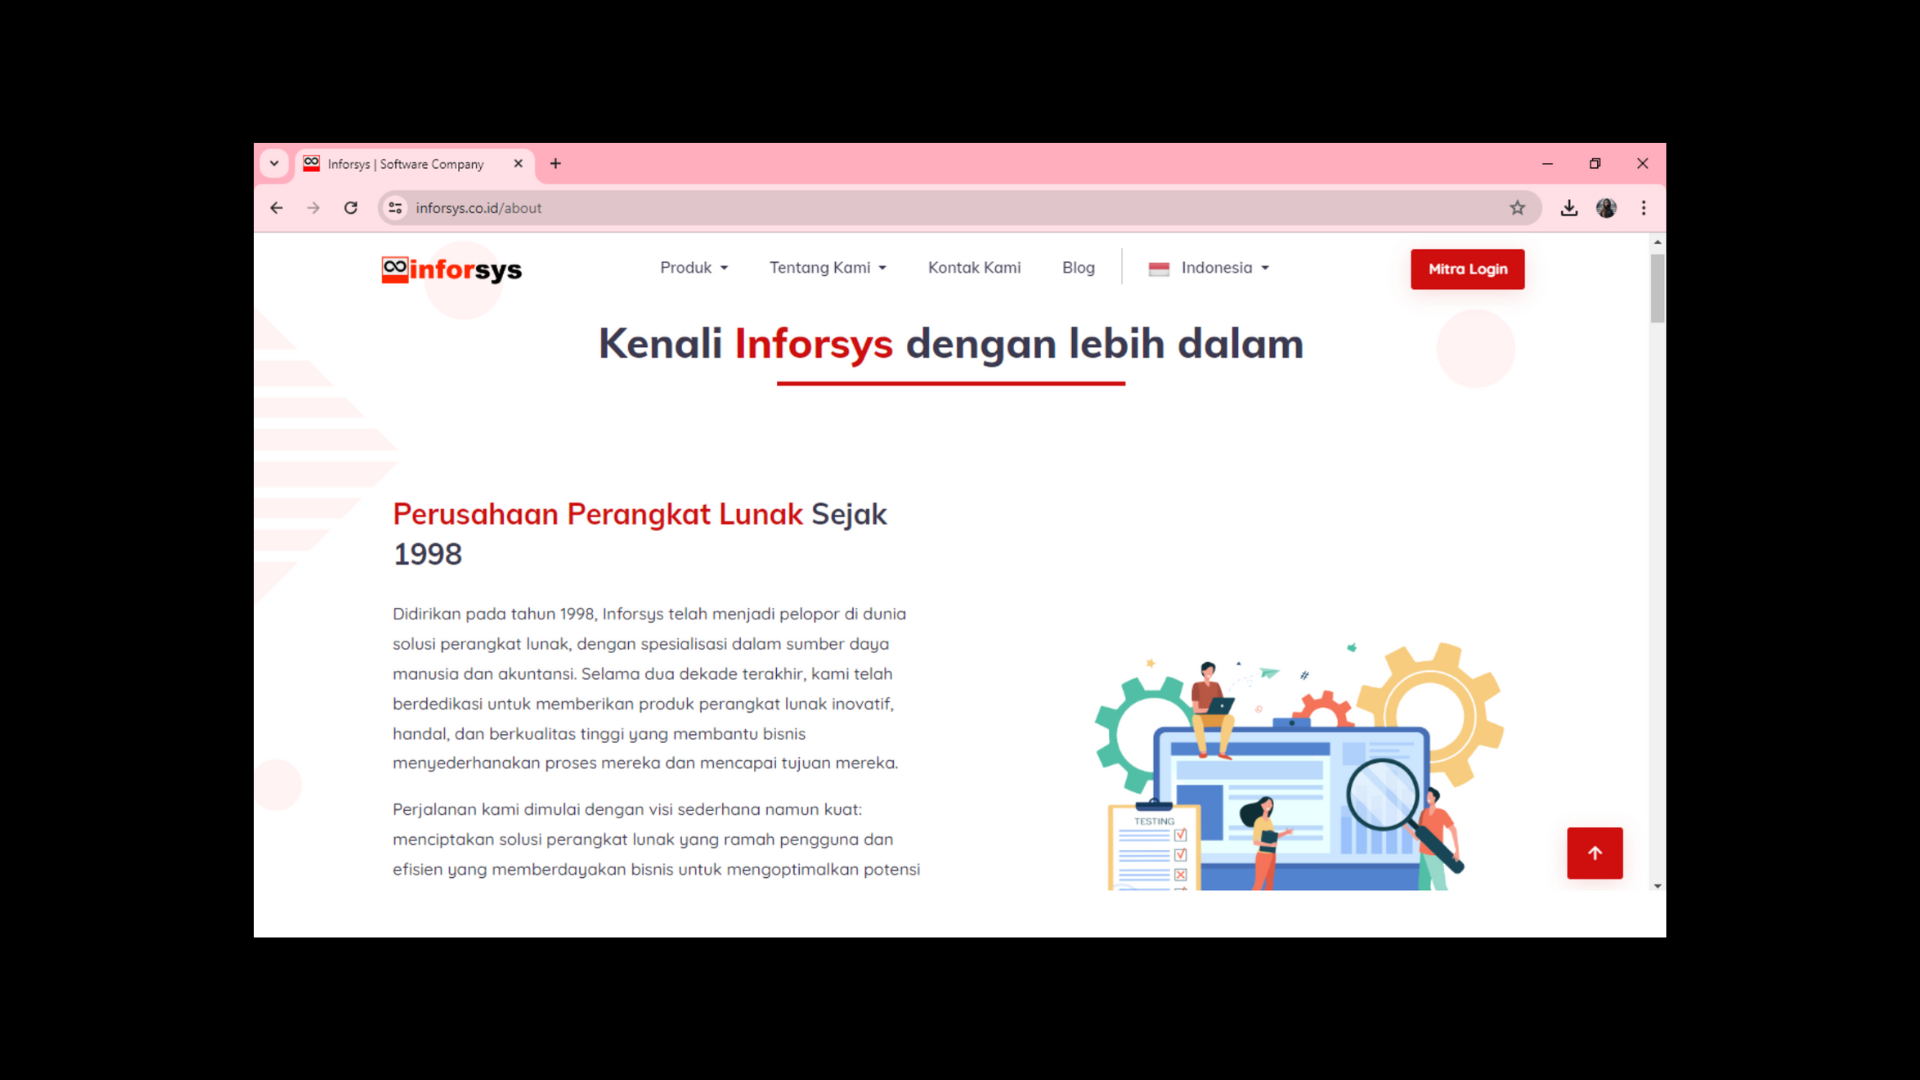 Inforsys | Software Company
inforsys.co.id/about
inforsys
Produk
Tentang Kami
Kontak Kami
Blog
Indonesia
Mitra Login
Kenali Inforsys dengan lebih dalam
Perusahaan Perangkat Lunak Sejak
1998
Didirikan pada tahun 1998, Inforsys telah menjadi pelopor di dunia
solusi perangkat lunak, dengan spesialisasi dalam sumber daya
manusia dan akuntansi. Selama dua dekade terakhir, kami telah
berdedikasi untuk memberikan produk perangkat lunak inovatif,
handal, dan berkualitas tinggi yang membantu bisnis
menyederhanakan proses mereka dan mencapai tujuan mereka.
Perjalanan kami dimulai dengan visi sederhana namun kuat:
menciptakan solusi perangkat lunak yang ramah pengguna dan
efisien yang memberdayakan bisnis untuk mengoptimalkan potensi
#
TESTING